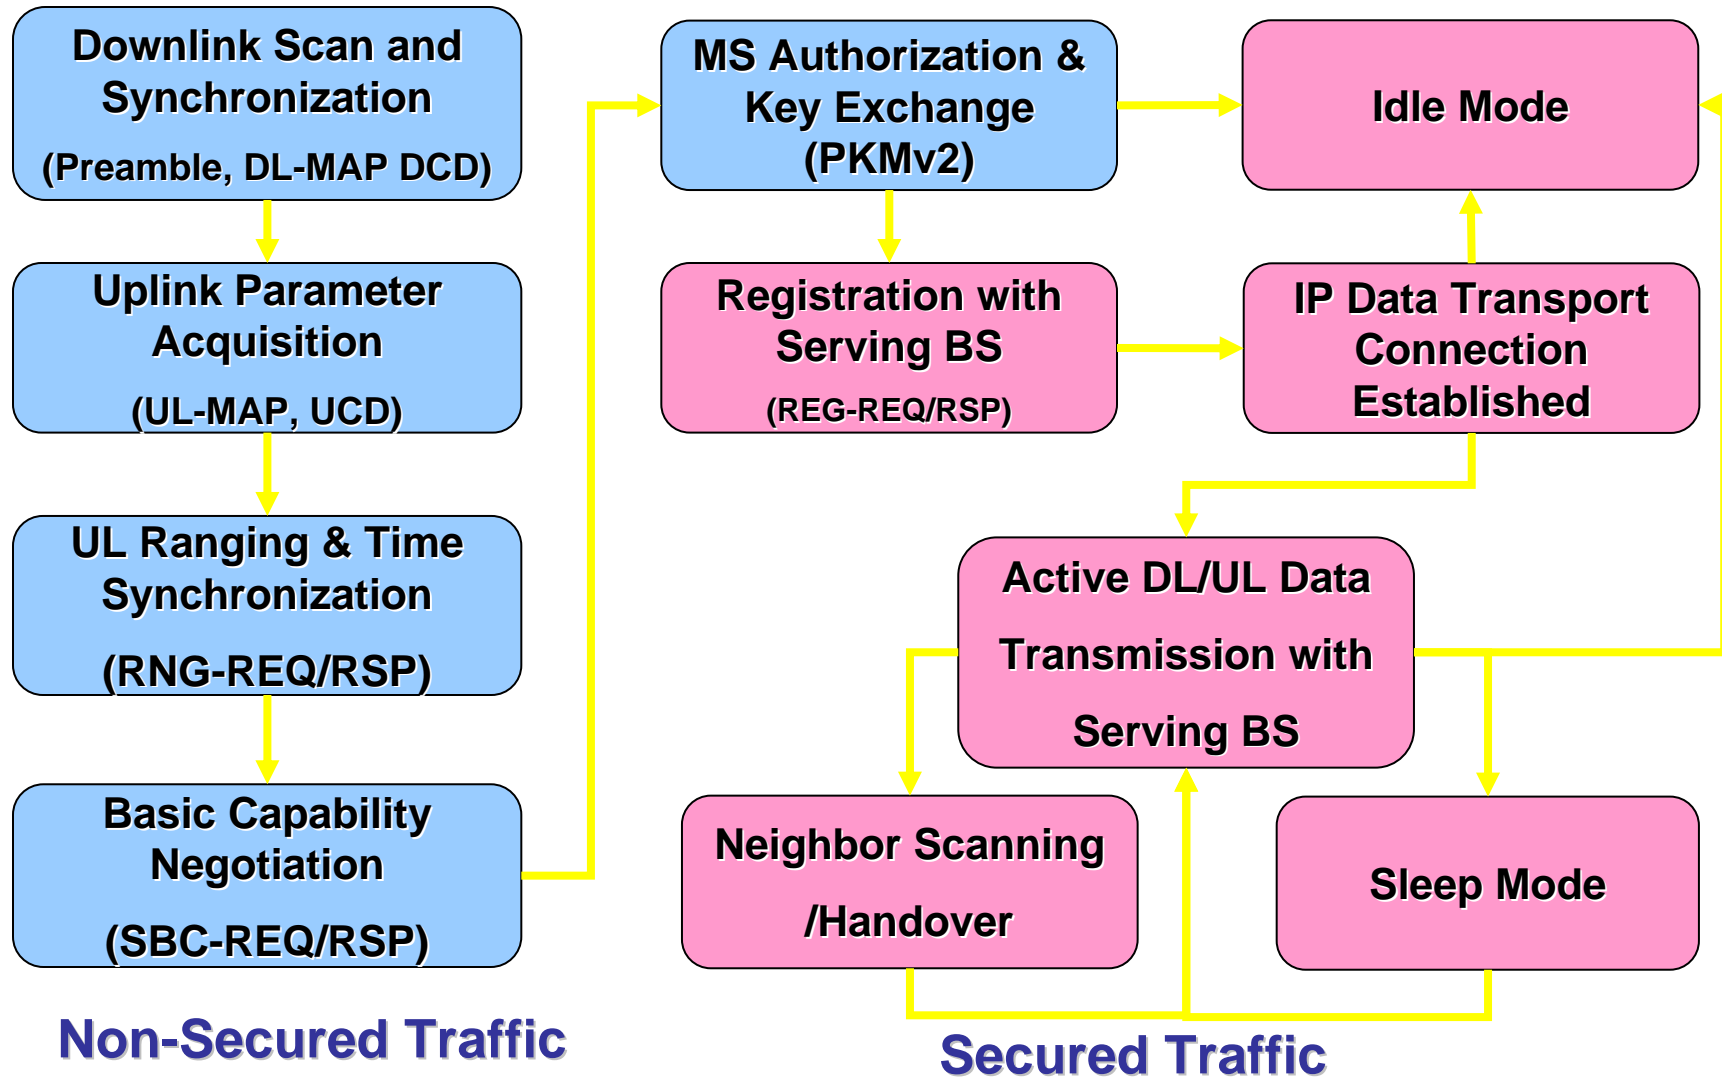 Downlink Scan and
Synchronization
(Preamble, DL-MAP DCD)
Uplink Parameter
Acquisition
(UL-MAP, UCD)
UL Ranging & Time
Synchronization
(RNG-REQ/RSP)
Basic Capability
Negotiation
(SBC-REQ/RSP)
Non-Secured Traffic
MS Authorization &
Key Exchange
(PKMv2)
Idle Mode
Registration with
Serving BS
(REG-REQ/RSP)
IP Data Transport
Connection
Established
Active DL/UL Data
Transmission with
Serving BS
Neighbor Scanning
/Handover
Sleep Mode
Secured Traffic